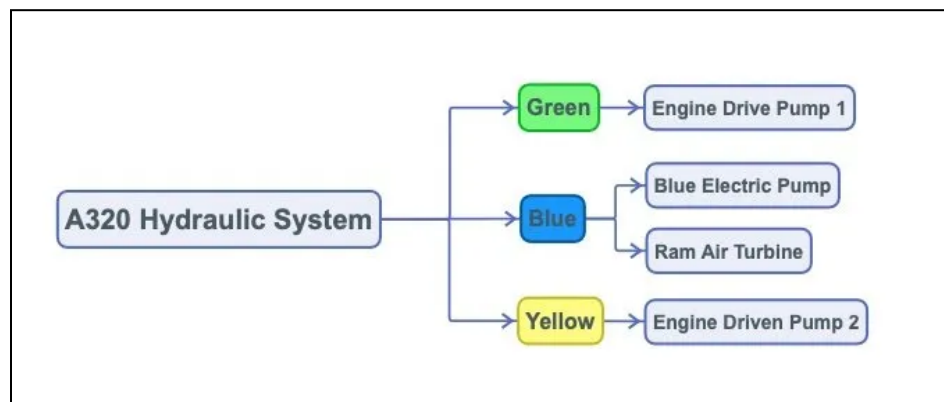 A320 Hydraulic System
Green
Engine Drive Pump 1
Blue
Blue Electric Pump
Ram Air Turbine
Yellow
Engine Driven Pump 2